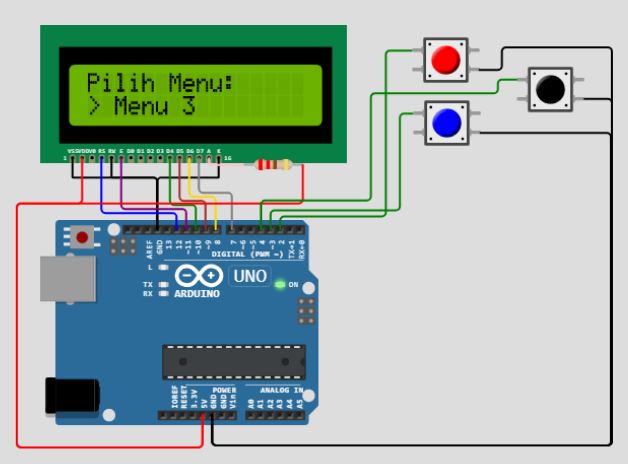 Pilih Menu:
> Menu 3
VSS VDD V0 RS RW E D0 D1 D2 D3 D4 D5 D6 D7 A K
1 16
AREF GND 13 12 ~11 ~10 ~9 8 7 ~6 ~5 4 ~3 2 TX→1 RX←0
DIGITAL (PWM ~)
L
UNO
TX
RX
ARDUINO
ON
IOREF RESET 3.3V 5V GND GND Vin
POWER
ANALOG IN
A0 A1 A2 A3 A4 A5